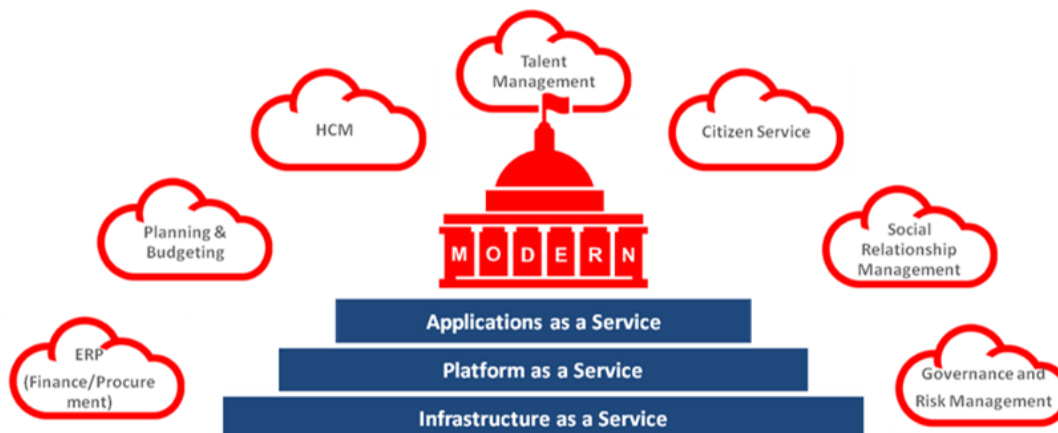 Talent
Management
HCM
Citizen Service
Planning &
Budgeting
Social
Relationship
Management
MODERN
Applications as a Service
ERP
(Finance/Procure
ment)
Platform as a Service
Governance and
Risk Management
Infrastructure as a Service